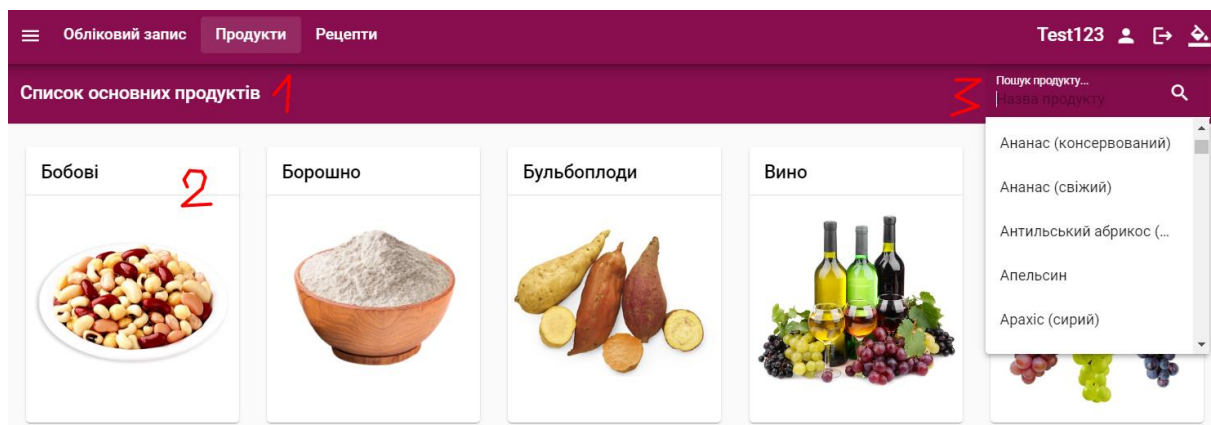 Обліковий запис Продукти Рецепти Test123
Список основних продуктів 1 3 Пошук продукту...
Назва продукту
Бобові 2 Борошно Бульбоплоди Вино
Ананас (консервований)
Ананас (свіжий)
Антильський абрикос (...
Апельсин
Арахіс (сирий)